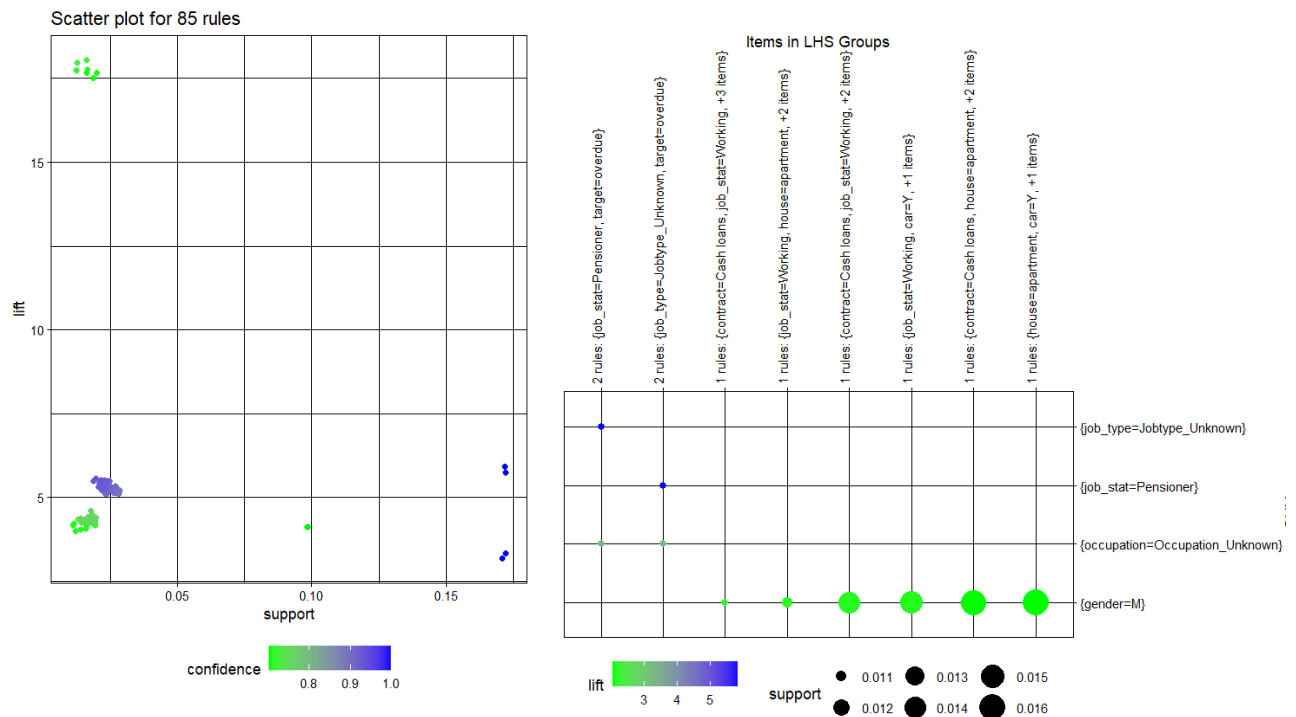 Scatter plot for 85 rules
15
10
5
lift
0.05
0.10
0.15
support
confidence
0.8
0.9
1.0
Items in LHS Groups
2 rules: {job_stat=Pensioner, target=overdue}
2 rules: {job_type=Jobtype_Unknown, target=overdue}
1 rules: {contract=Cash loans, job_stat=Working, +3 items}
1 rules: {job_stat=Working, house=apartment, +2 items}
1 rules: {contract=Cash loans, job_stat=Working, +2 items}
1 rules: {job_stat=Working, car=Y, +1 items}
1 rules: {contract=Cash loans, house=apartment, +2 items}
1 rules: {house=apartment, car=Y, +1 items}
{job_type=Jobtype_Unknown}
{job_stat=Pensioner}
{occupation=Occupation_Unknown}
{gender=M}
lift
3
4
5
support
0.011
0.013
0.015
0.012
0.014
0.016